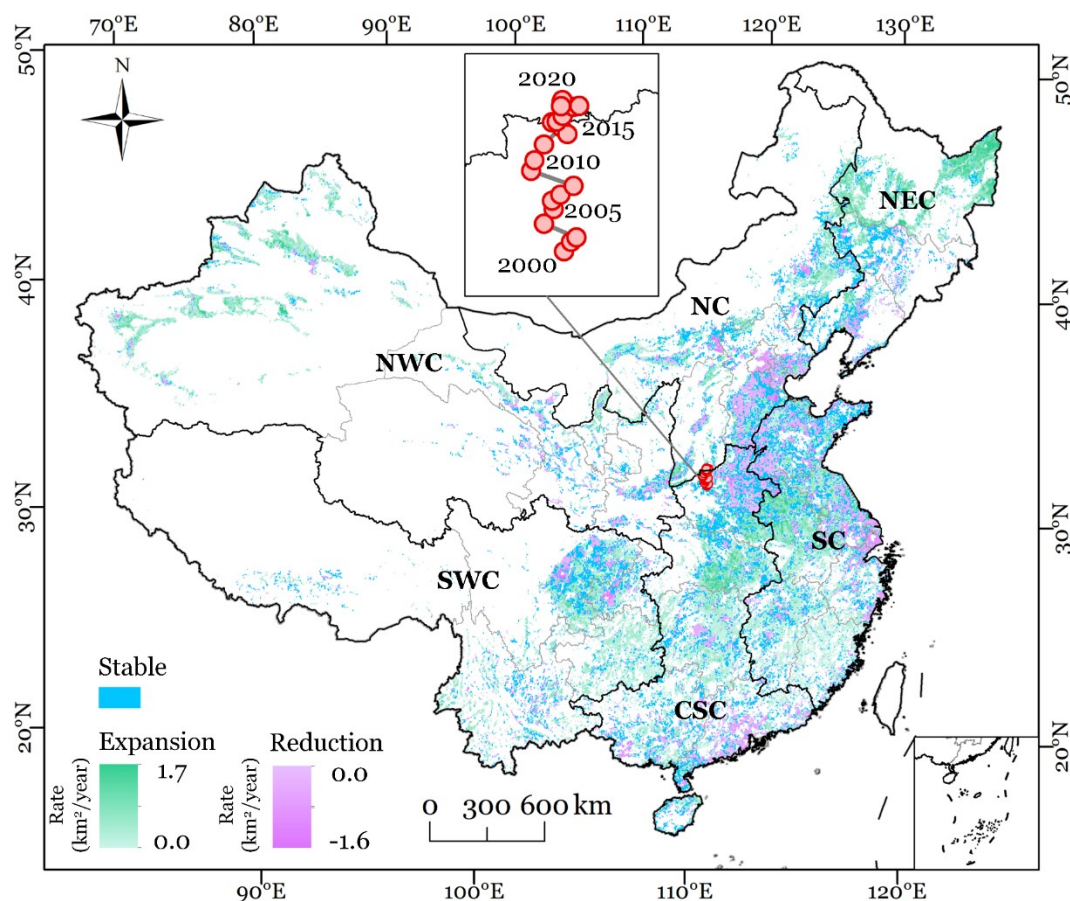 70°E 80°E 90°E 100°E 110°E 120°E 130°E
50°N
50°N
N
2020
2015
2010
2005
2000
NEC
40°N
40°N
NC
NWC
30°N
30°N
SC
SWC
Stable
CSC
20°N
20°N
Expansion
Rate
(km²/year)
1.7
0.0
Reduction
Rate
(km²/year)
0.0
-1.6
0 300 600 km
90°E 100°E 110°E 120°E